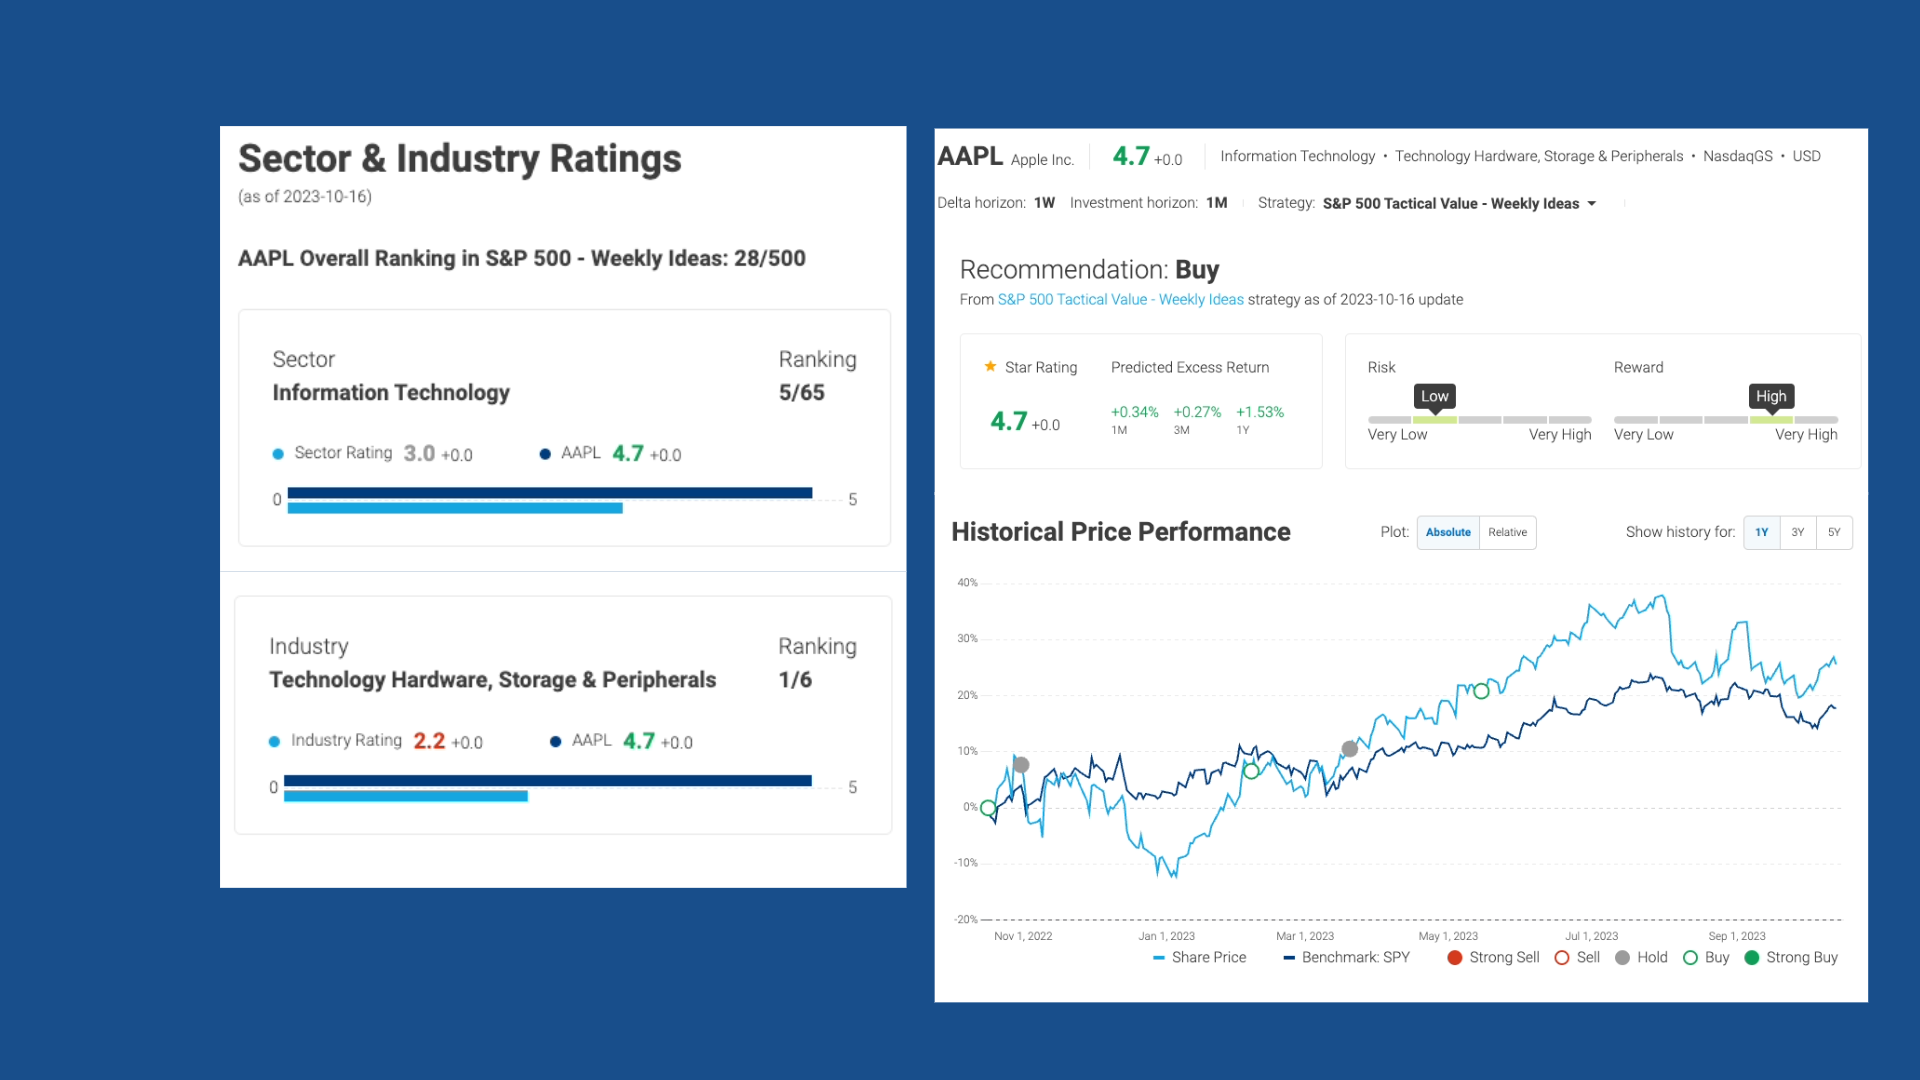 Sector & Industry Ratings
(as of 2023-10-16)
AAPL Overall Ranking in S&P 500 - Weekly Ideas: 28/500
Sector Ranking
Information Technology 5/65
Sector Rating 3.0 +0.0 AAPL 4.7 +0.0
0 5
Industry Ranking
Technology Hardware, Storage & Peripherals 1/6
Industry Rating 2.2 +0.0 AAPL 4.7 +0.0
0 5
AAPL Apple Inc. 4.7 +0.0 Information Technology • Technology Hardware, Storage & Peripherals • NasdaqGS • USD
Delta horizon: 1W Investment horizon: 1M Strategy: S&P 500 Tactical Value - Weekly Ideas
Recommendation: Buy
From S&P 500 Tactical Value - Weekly Ideas strategy as of 2023-10-16 update
Star Rating Predicted Excess Return
4.7 +0.0 +0.34% +0.27% +1.53%
1M 3M 1Y
Risk Reward
Low High
Very Low Very High Very Low Very High
Historical Price Performance Plot: Absolute Relative Show history for: 1Y 3Y 5Y
40%
30%
20%
10%
0%
-10%
-20%
Nov 1, 2022 Jan 1, 2023 Mar 1, 2023 May 1, 2023 Jul 1, 2023 Sep 1, 2023
Share Price Benchmark: SPY Strong Sell Sell Hold Buy Strong Buy